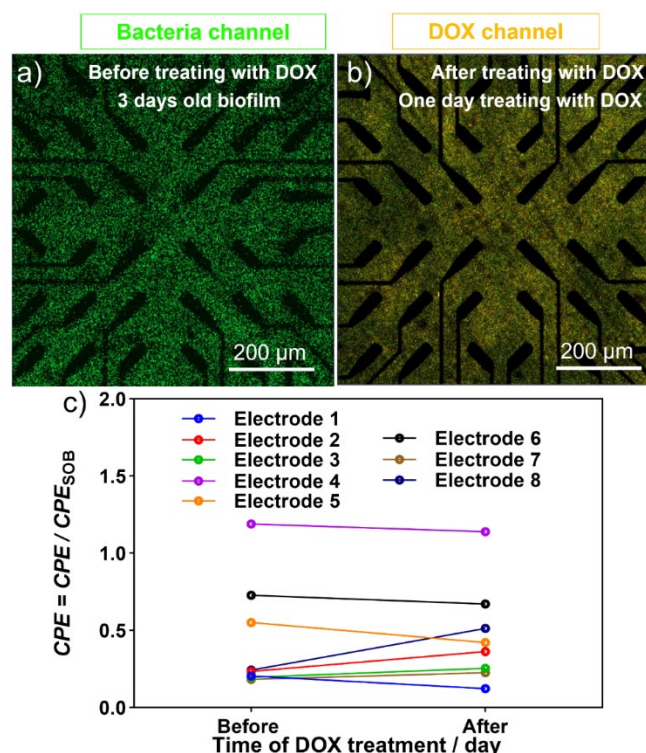 Bacteria channel
DOX channel
a)
Before treating with DOX
3 days old biofilm
200 µm
b)
After treating with DOX
One day treating with DOX
200 µm
c)
CPE = CPE / CPE_SOB
2.0
1.5
1.0
0.5
0.0
Electrode 1
Electrode 2
Electrode 3
Electrode 4
Electrode 5
Electrode 6
Electrode 7
Electrode 8
Before
After
Time of DOX treatment / day